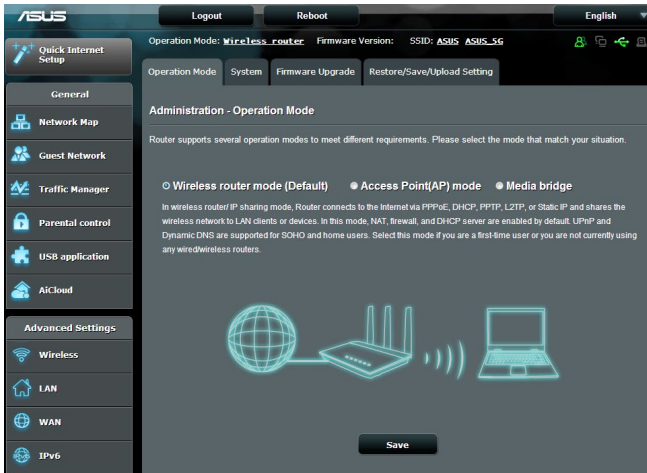 ASUS
Logout
Reboot
English
Quick Internet Setup
Operation Mode: Wireless router Firmware Version: SSID: ASUS ASUS_5G
Operation Mode
System
Firmware Upgrade
Restore/Save/Upload Setting
General
Network Map
Guest Network
Traffic Manager
Parental control
USB application
AiCloud
Advanced Settings
Wireless
LAN
WAN
IPv6
Administration - Operation Mode
Router supports several operation modes to meet different requirements. Please select the mode that match your situation.
Wireless router mode (Default)
Access Point(AP) mode
Media bridge
In wireless router/ IP sharing mode, Router connects to the Internet via PPPoE, DHCP, PPTP, L2TP, or Static IP and shares the
wireless network to LAN clients or devices. In this mode, NAT, firewall, and DHCP server are enabled by default. UPnP and
Dynamic DNS are supported for SOHO and home users. Select this mode if you are a first-time user or you are not currently using
any wired/wireless routers.
Save